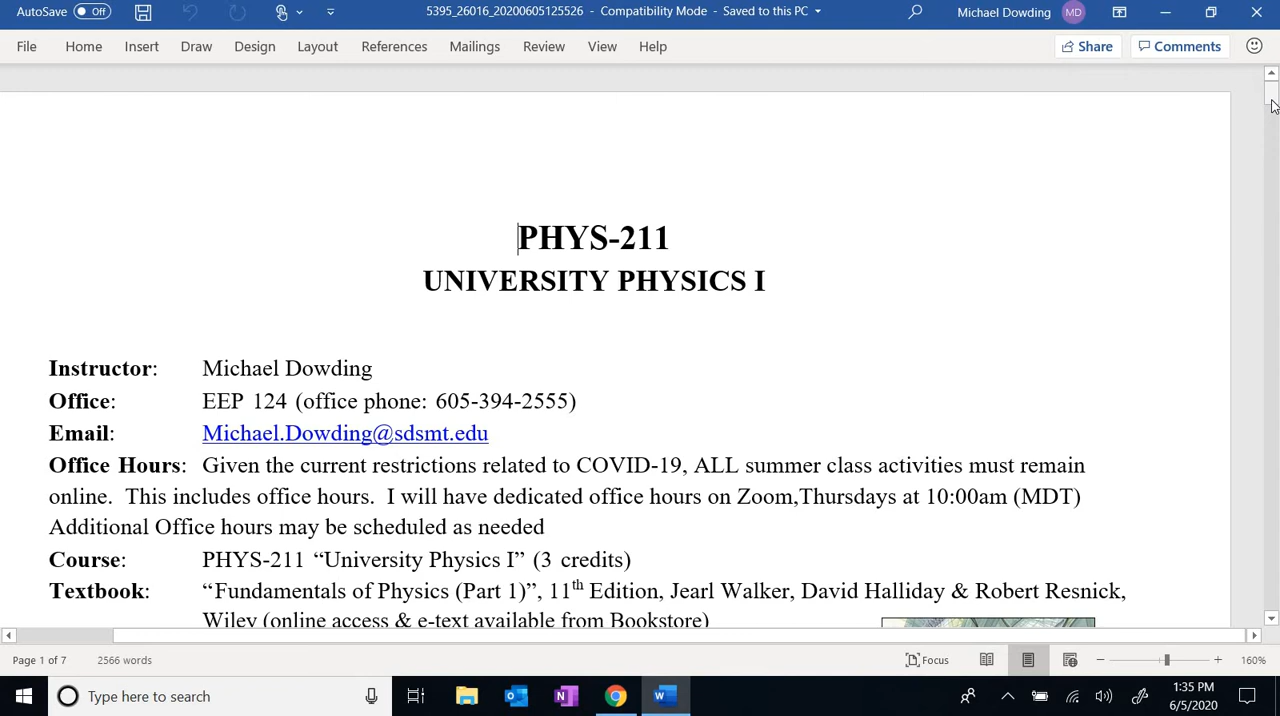 AutoSave Off 5395_26016_20200605125526 - Compatibility Mode - Saved to this PC Michael Dowding MD
File Home Insert Draw Design Layout References Mailings Review View Help Share Comments
PHYS-211
UNIVERSITY PHYSICS I
Instructor: Michael Dowding
Office: EEP 124 (office phone: 605-394-2555)
Email: Michael.Dowding@sdsmt.edu
Office Hours: Given the current restrictions related to COVID-19, ALL summer class activities must remain
online. This includes office hours. I will have dedicated office hours on Zoom,Thursdays at 10:00am (MDT)
Additional Office hours may be scheduled as needed
Course: PHYS-211 “University Physics I” (3 credits)
Textbook: “Fundamentals of Physics (Part 1)”, 11th Edition, Jearl Walker, David Halliday & Robert Resnick,
Wiley (online access & e-text available from Bookstore)
Page 1 of 7 2566 words Focus 160%
Type here to search 1:35 PM
6/5/2020